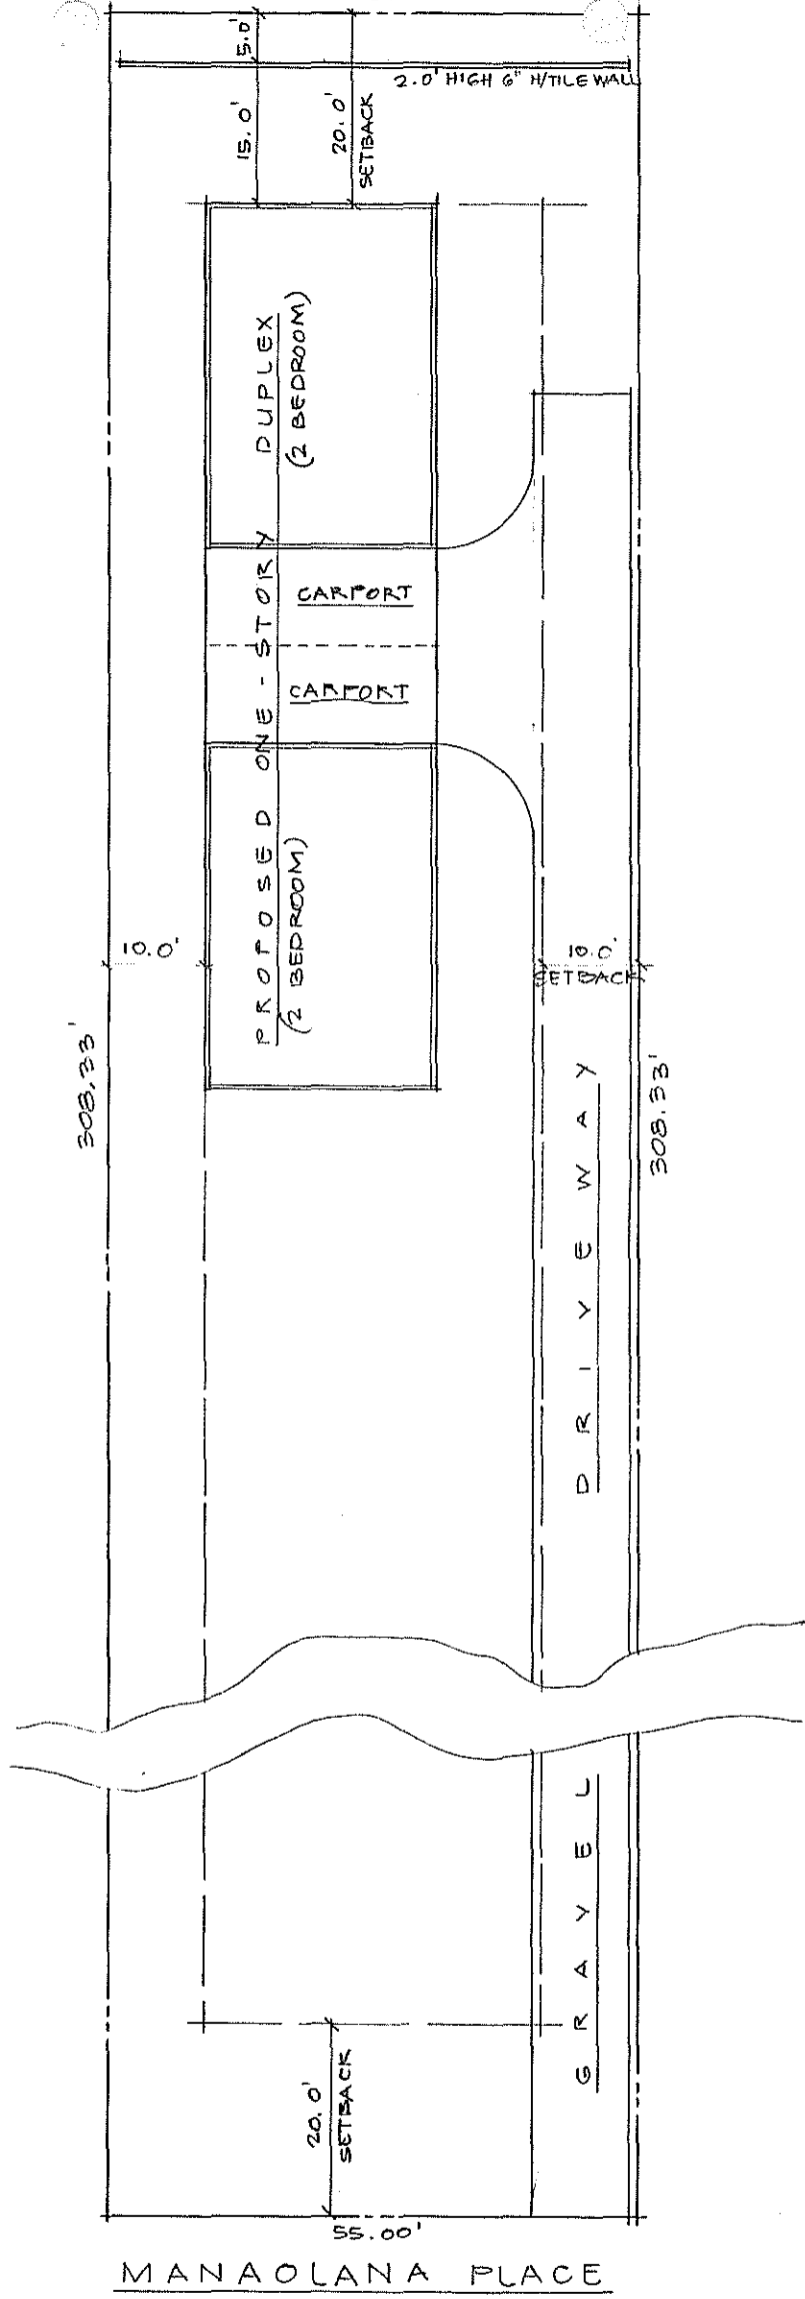 5.0'
2.0' HIGH 6" H/TILE WALL
15.0'
20.0'
SETBACK
PROPOSED ONE-STORY DUPLEX
(2 BEDROOM)
CARPORT
CARPORT
(2 BEDROOM)
10.0'
10.0'
SETBACK
308.33'
308.33'
GRAVEL DRIVEWAY
20.0'
SETBACK
55.00'
MANAOLANA PLACE